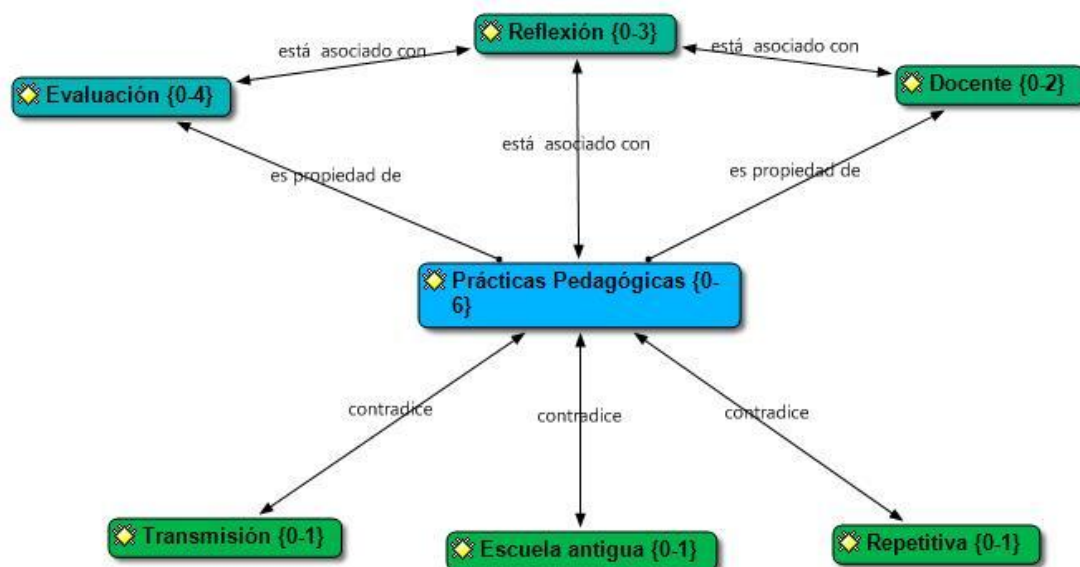 Reflexión {0-3}
está asociado con
está asociado con
Evaluación {0-4}
Docente {0-2}
está asociado con
es propiedad de
es propiedad de
Prácticas Pedagógicas {0-
6}
contradice
contradice
contradice
Transmisión {0-1}
Escuela antigua {0-1}
Repetitiva {0-1}